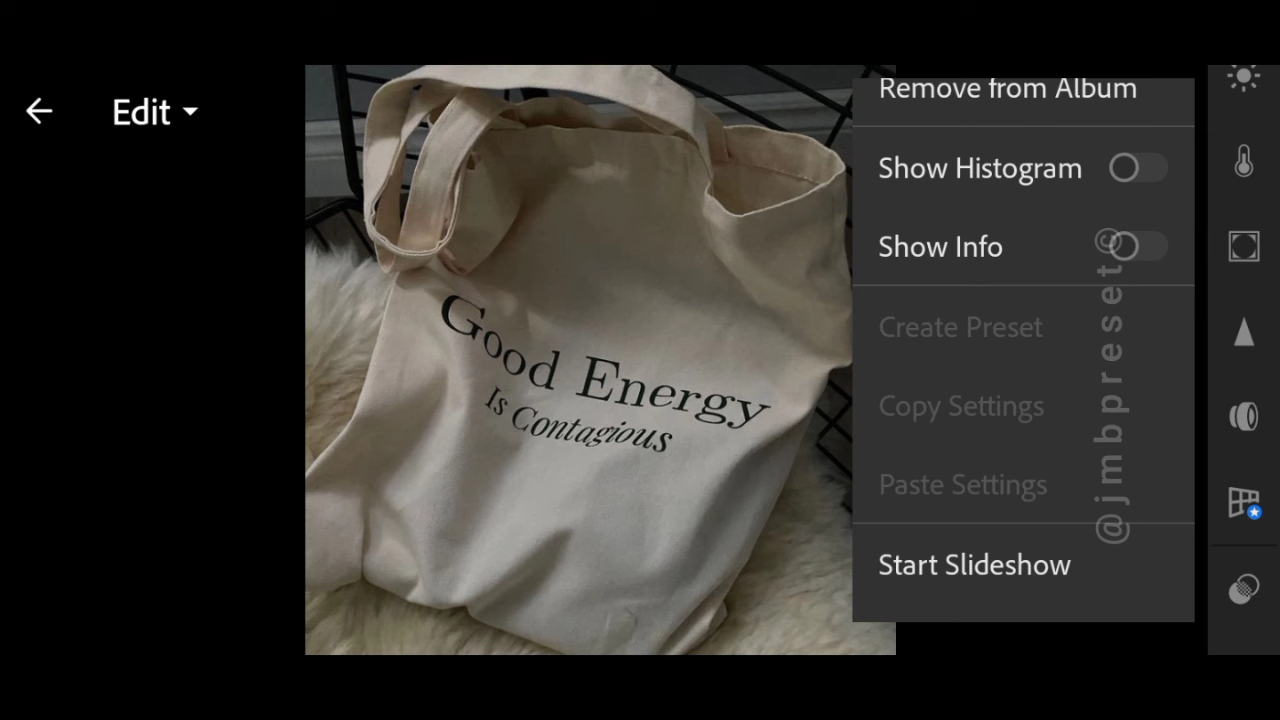 Edit
Good Energy
Is Contagious
Remove from Album
Show Histogram
Show Info
Create Preset
Copy Settings
Paste Settings
Start Slideshow
@jmbpreset©